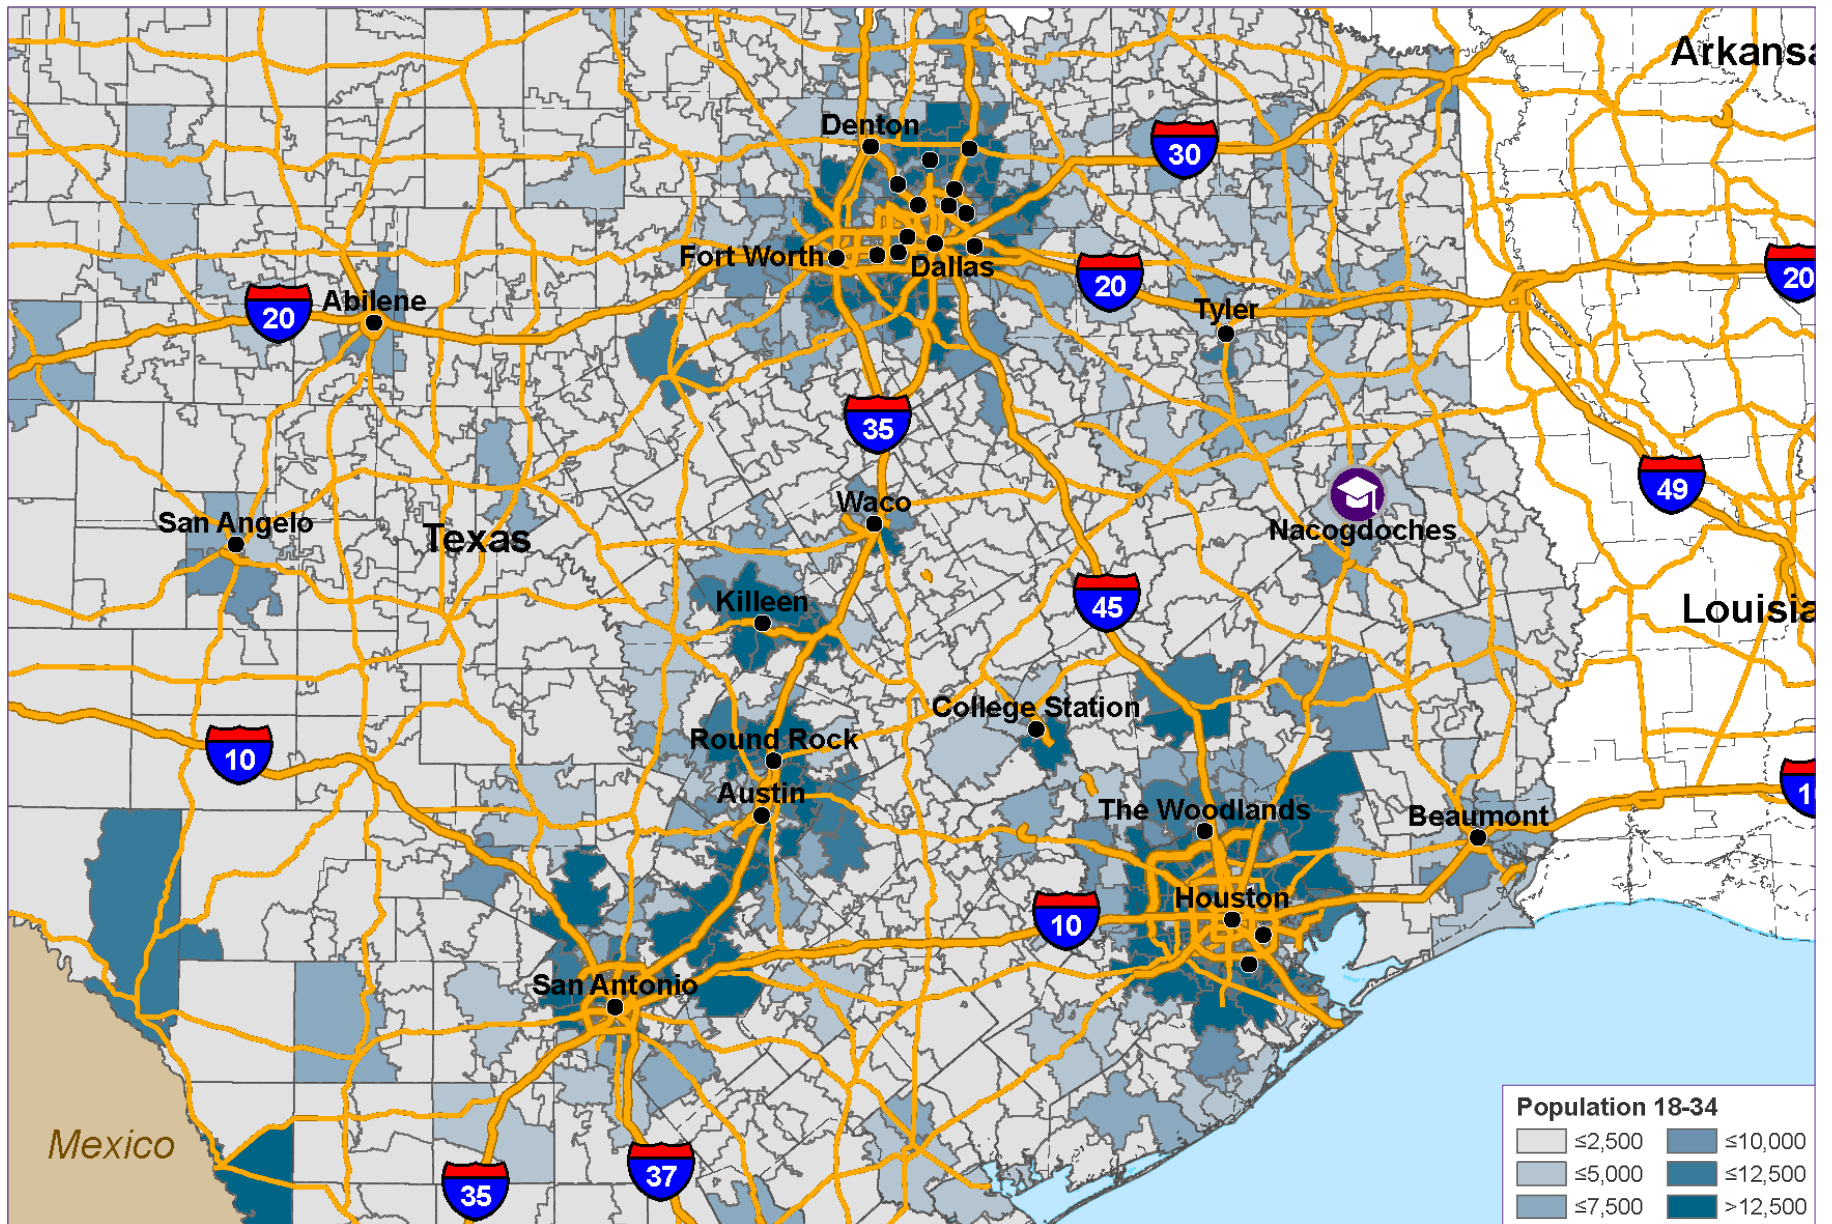 Arkansa
Denton
30
Fort Worth
Dallas
20
20
20
Abilene
Tyler
35
49
Waco
San Angelo
Texas
Nacogdoches
Killeen
45
Louisia
College Station
Round Rock
10
Austin
1
The Woodlands
Beaumont
Houston
10
San Antonio
Mexico
37
35
Population 18-34
≤2,500
≤10,000
≤5,000
≤12,500
≤7,500
>12,500